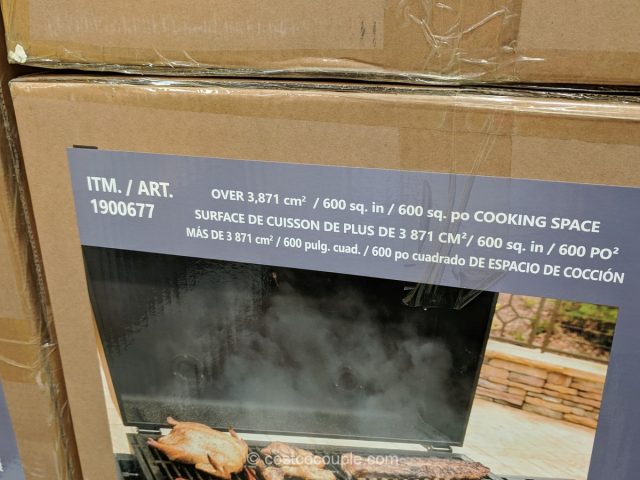 ITM. / ART.
1900677
OVER 3,871 cm² / 600 sq. in / 600 sq. po COOKING SPACE
SURFACE DE CUISSON DE PLUS DE 3 871 CM²/ 600 sq. in / 600 PO²
MÁS DE 3 871 cm² / 600 pulg. cuad. / 600 po cuadrado DE ESPACIO DE COCCIÓN
© costcocouple.com